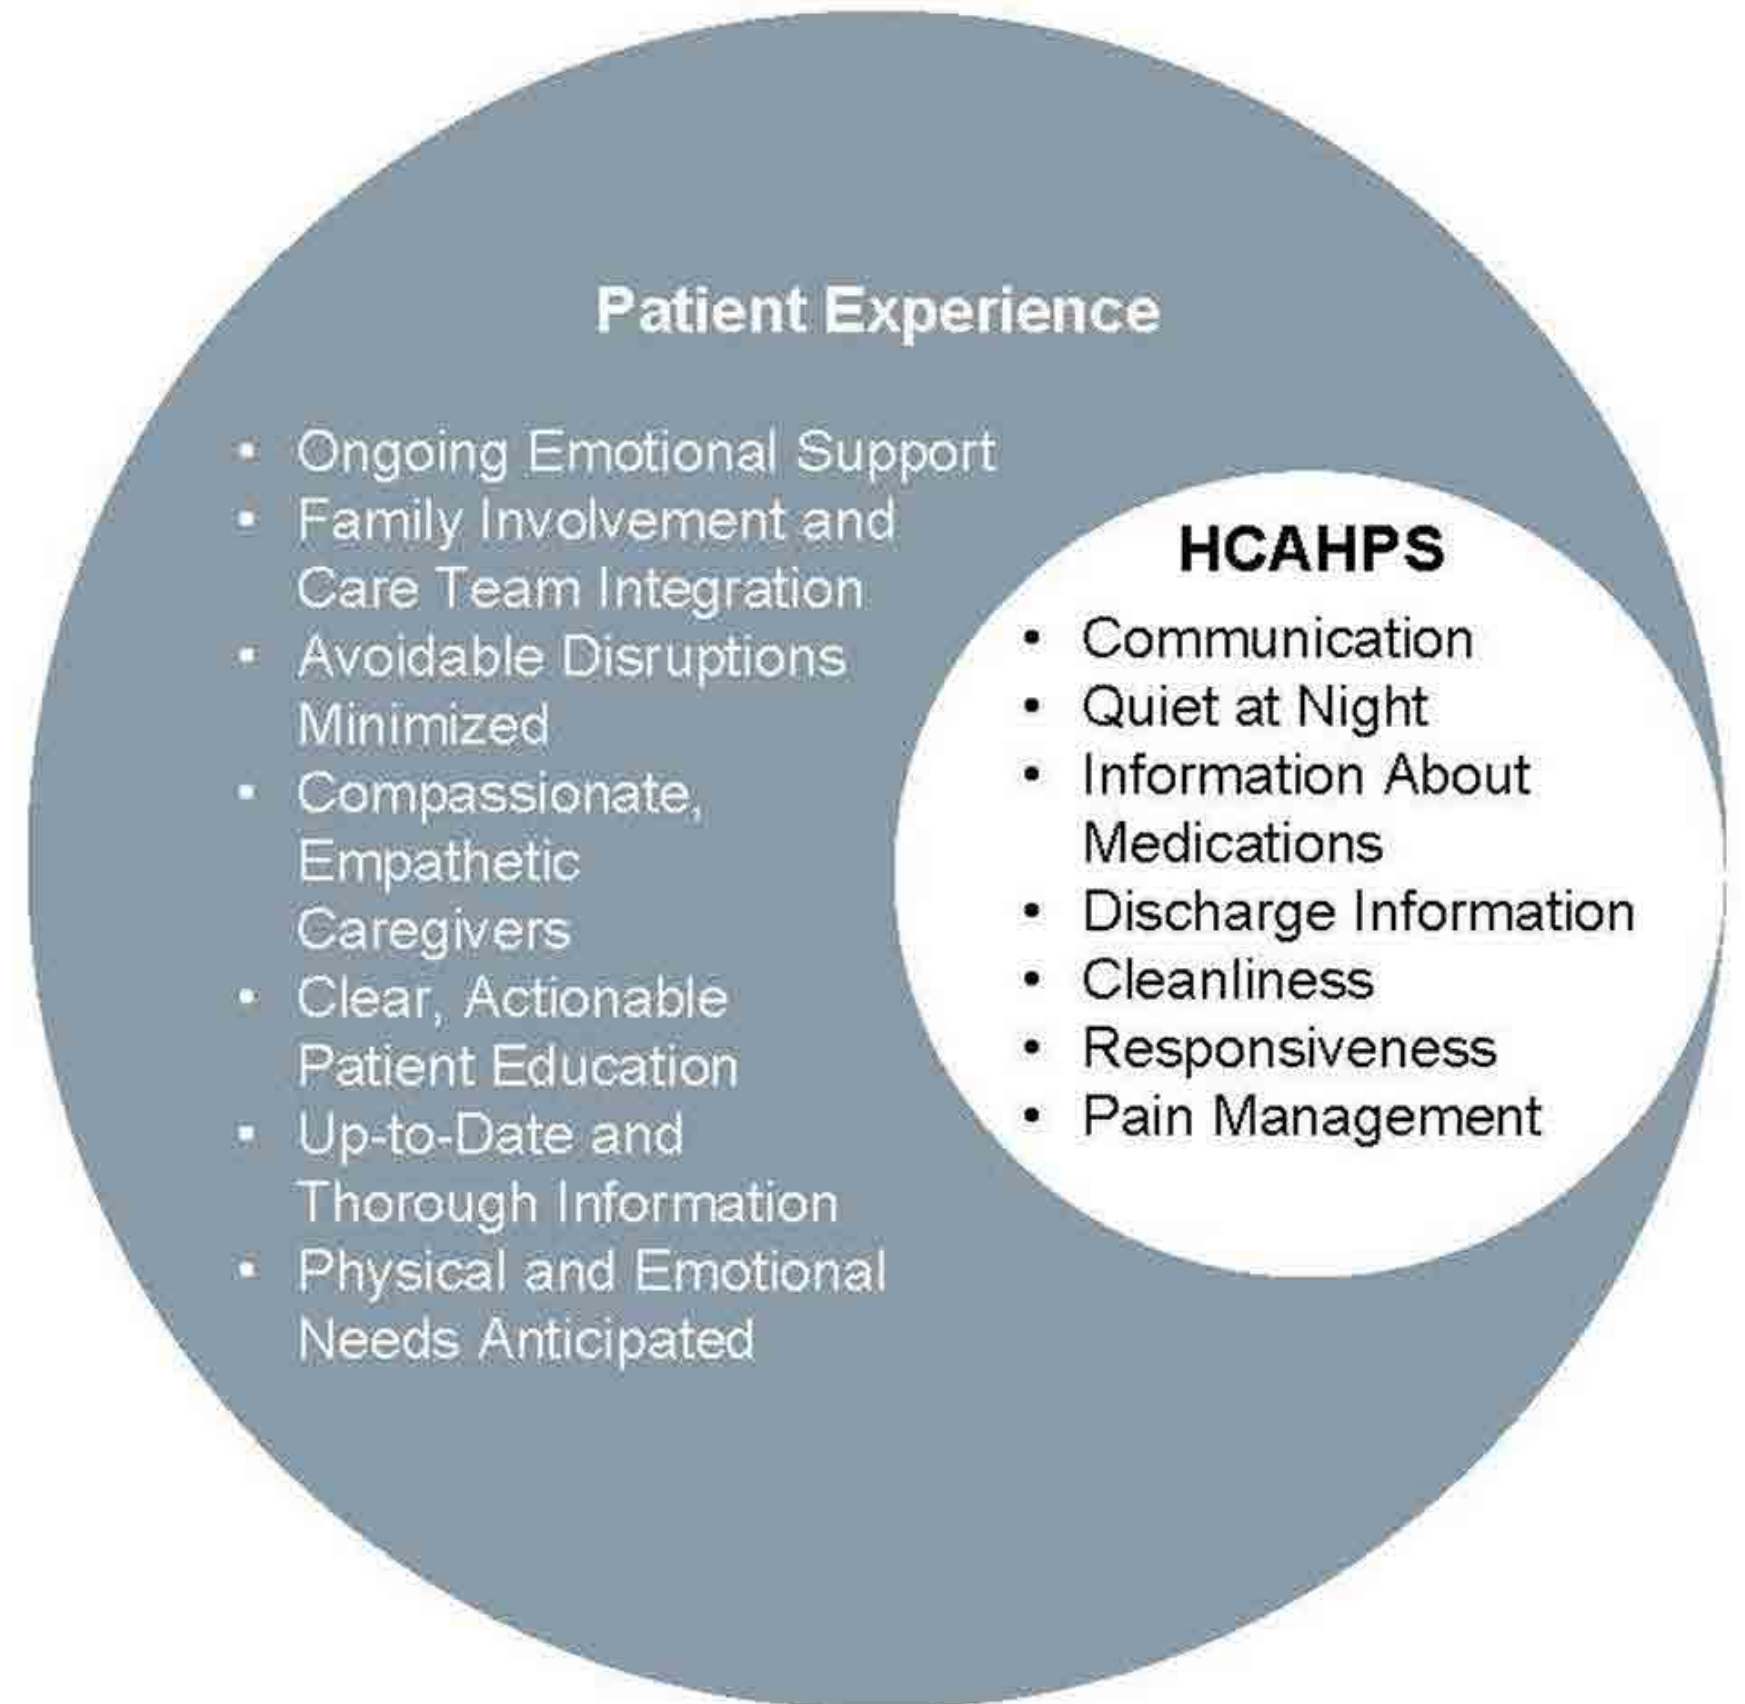 Patient Experience
• Ongoing Emotional Support
• Family Involvement and
Care Team Integration
• Avoidable Disruptions
Minimized
• Compassionate,
Empathetic
Caregivers
• Clear, Actionable
Patient Education
• Up-to-Date and
Thorough Information
• Physical and Emotional
Needs Anticipated
HCAHPS
• Communication
• Quiet at Night
• Information About
Medications
• Discharge Information
• Cleanliness
• Responsiveness
• Pain Management